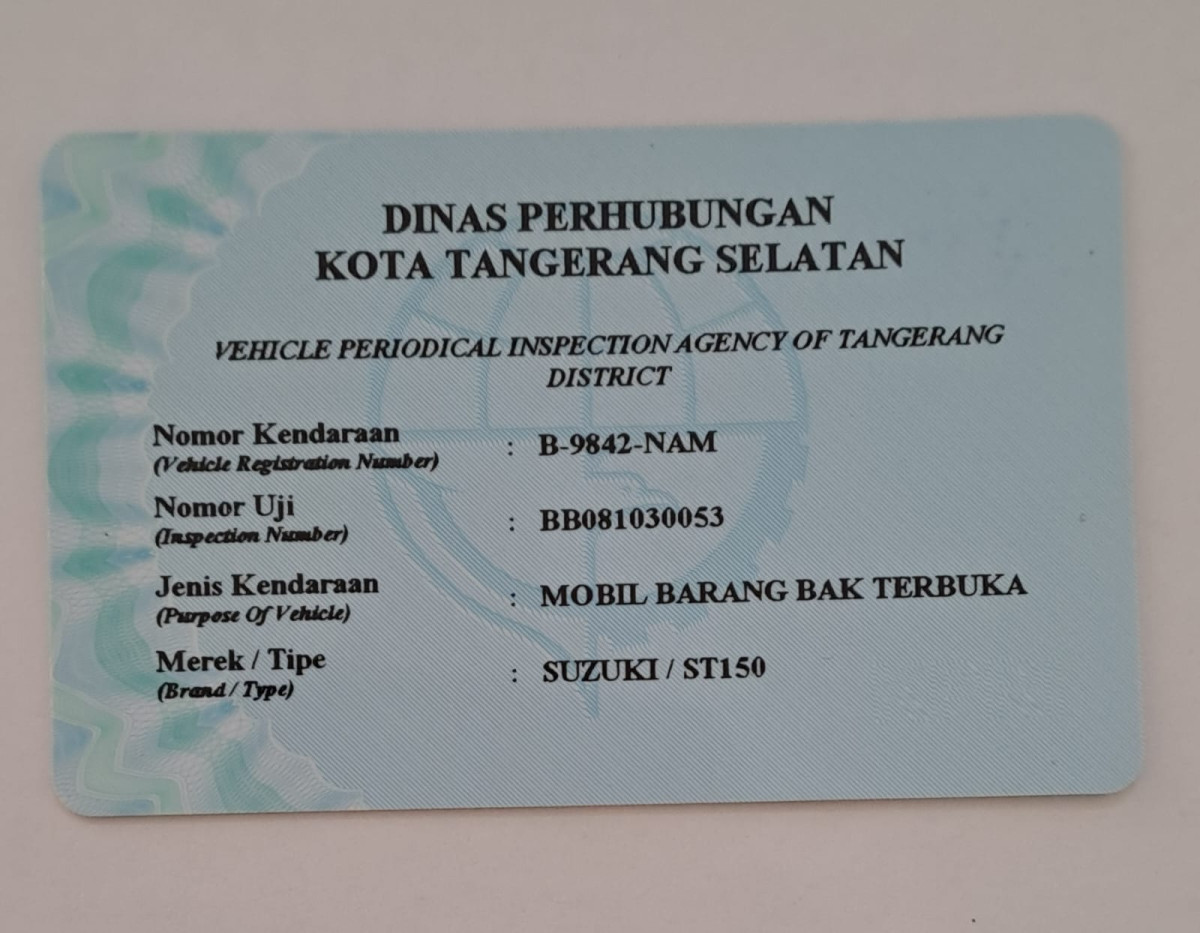 DINAS PERHUBUNGAN
KOTA TANGERANG SELATAN
VEHICLE PERIODICAL INSPECTION AGENCY OF TANGERANG
DISTRICT
Nomor Kendaraan : B-9842-NAM
(Vehicle Registration Number)
Nomor Uji : BB081030053
(Inspection Number)
Jenis Kendaraan : MOBIL BARANG BAK TERBUKA
(Purpose Of Vehicle)
Merek / Tipe : SUZUKI / ST150
(Brand / Type)